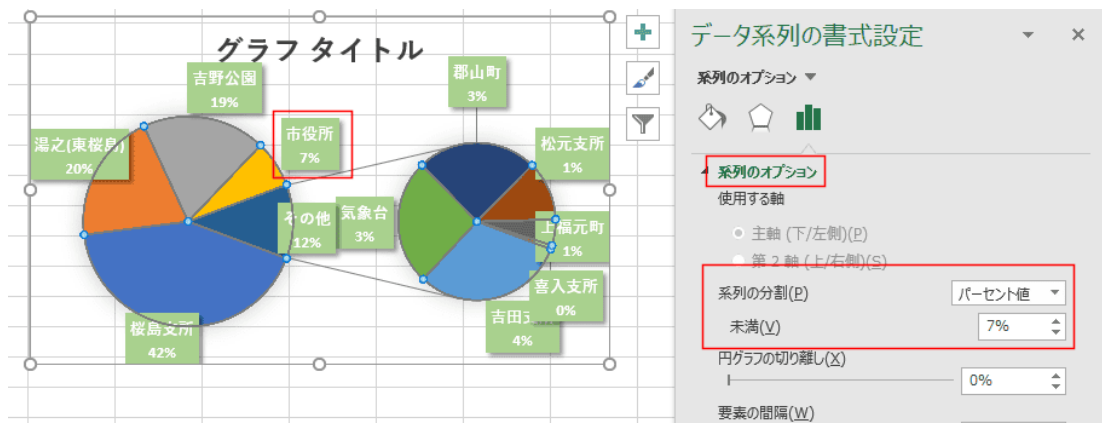 グラフ タイトル
吉野公園
19%
郡山町
3%
湯之(東桜島)
20%
市役所
7%
松元支所
1%
その他
12%
気象台
3%
上福元町
1%
喜入支所
0%
吉田支
4%
桜島支所
42%
データ系列の書式設定
系列のオプション
系列のオプション
使用する軸
主軸 (下/左側)(P)
第 2 軸 (上/右側)(S)
系列の分割(P)
パーセント値
未満(V)
7%
円グラフの切り離し(X)
0%
要素の間隔(W)